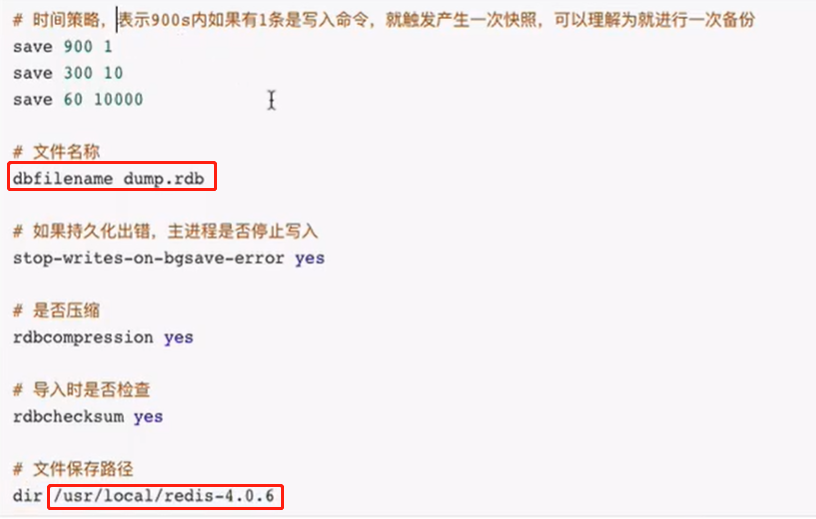 # 时间策略，表示900s内如果有1条是写入命令，就触发产生一次快照，可以理解为就进行一次备份
save 900 1
save 300 10
save 60 10000
# 文件名称
dbfilename dump.rdb
# 如果持久化出错，主进程是否停止写入
stop-writes-on-bgsave-error yes
# 是否压缩
rdbcompression yes
# 导入时是否检查
rdbchecksum yes
# 文件保存路径
dir /usr/local/redis-4.0.6